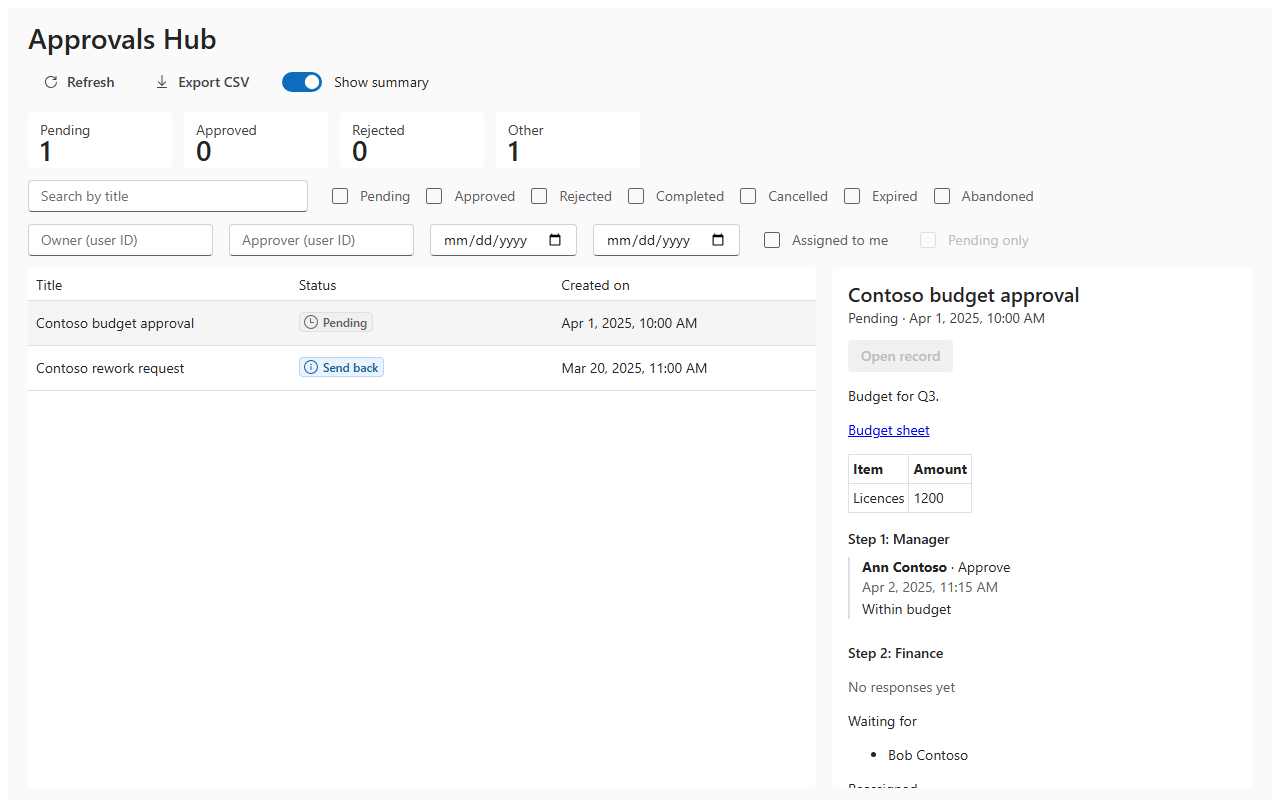 Approvals Hub
Refresh Export CSV Show summary
Pending Approved Rejected Other
1 0 0 1
Search by title Pending Approved Rejected Completed Cancelled Expired Abandoned
Owner (user ID) Approver (user ID) mm/dd/yyyy mm/dd/yyyy Assigned to me Pending only
Title Status Created on
Contoso budget approval Pending Apr 1, 2025, 10:00 AM
Contoso rework request Send back Mar 20, 2025, 11:00 AM
Contoso budget approval
Pending · Apr 1, 2025, 10:00 AM
Open record
Budget for Q3.
Budget sheet
Item Amount
Licences 1200
Step 1: Manager
Ann Contoso · Approve
Apr 2, 2025, 11:15 AM
Within budget
Step 2: Finance
No responses yet
Waiting for
Bob Contoso